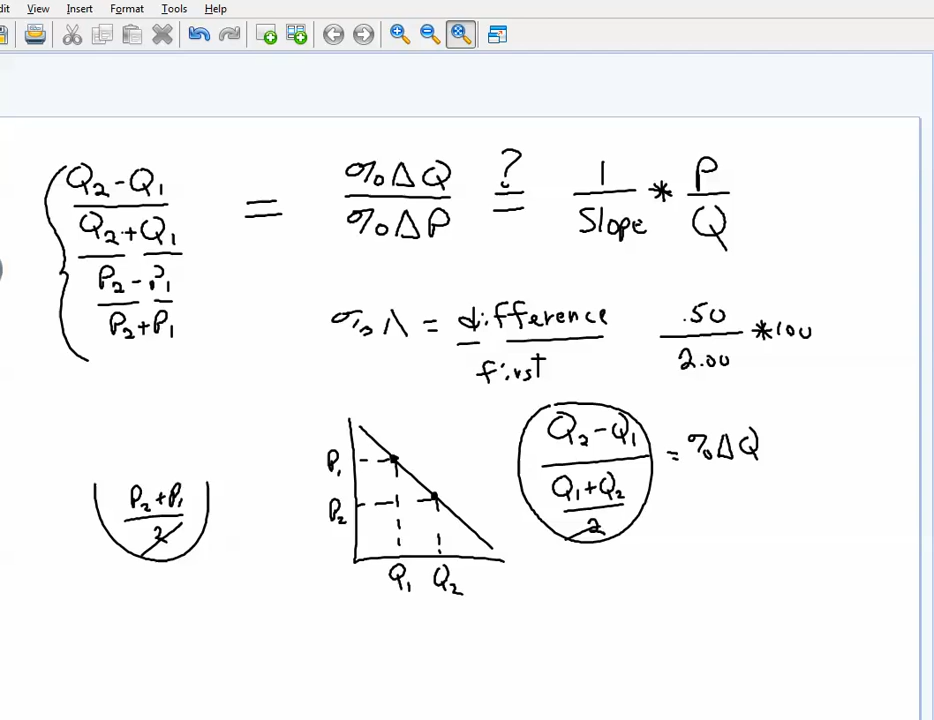 dit View Insert Format Tools Help
Q₂-Q₁
Q₂+Q₁
P₂-P₁
P₂+P₁
=
%ΔQ
%ΔP
?
=
1
Slope
*
P
Q
%Δ = difference
first
.50
2.00
*100
P₂+P₁
2
P₁
P₂
Q₁ Q₂
Q₂-Q₁
Q₁+Q₂
2
= %ΔQ